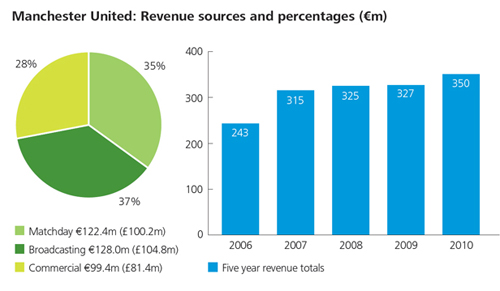 Manchester United: Revenue sources and percentages (€m)
28%
35%
37%
Matchday €122.4m (£100.2m)
Broadcasting €128.0m (£104.8m)
Commercial €99.4m (£81.4m)
400
300
200
100
0
243
315
325
327
350
2006 2007 2008 2009 2010
Five year revenue totals